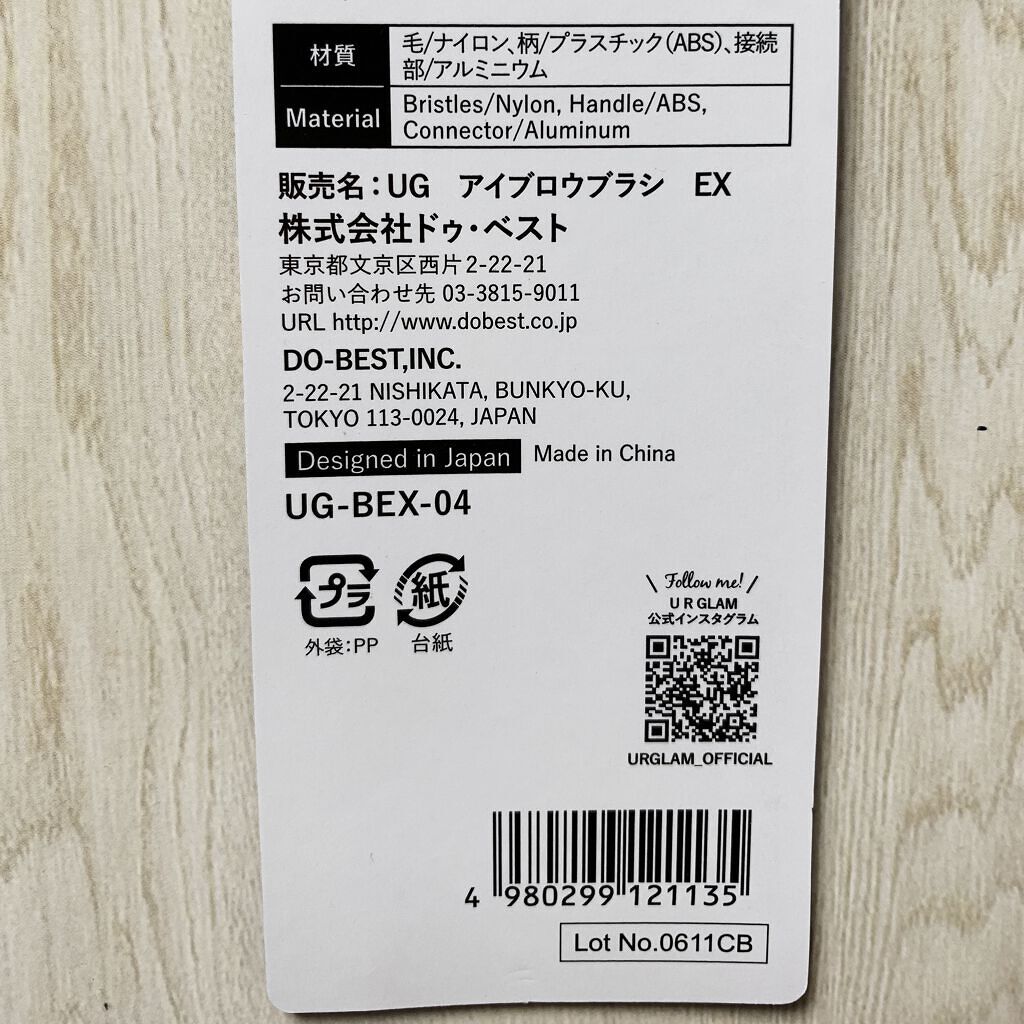 材質
毛/ナイロン、柄/プラスチック(ABS)、接続
部/アルミニウム
Material
Bristles/Nylon, Handle/ABS,
Connector/Aluminum
販売名:UG アイブロウブラシ EX
株式会社ドゥ・ベスト
東京都文京区西片2-22-21
お問い合わせ先 03-3815-9011
URL http://www.dobest.co.jp
DO-BEST,INC.
2-22-21 NISHIKATA, BUNKYO-KU,
TOKYO 113-0024, JAPAN
Designed in Japan Made in China
UG-BEX-04
プラ
外袋:PP
紙
台紙
\ Follow me! /
U R GLAM
公式インスタグラム
URGLAM_OFFICIAL
4 980299 121135
Lot No.0611CB